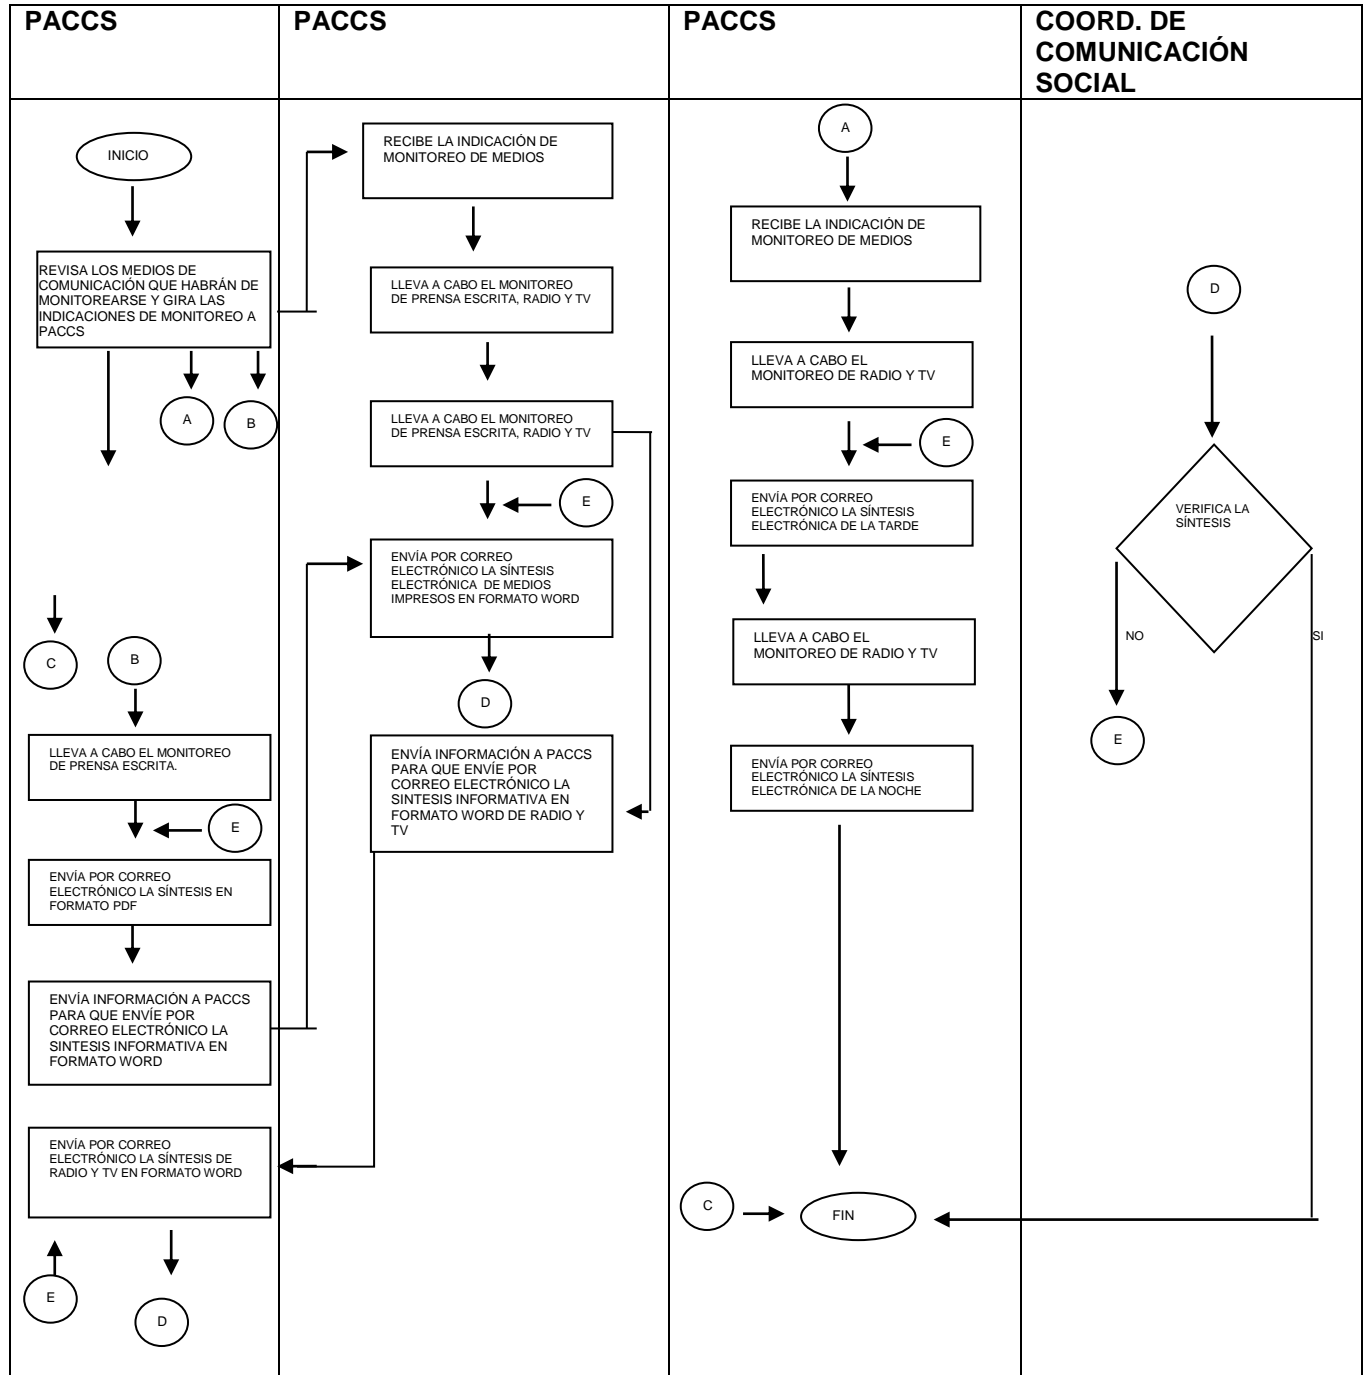 PACCS
PACCS
PACCS
COORD. DE
COMUNICACIÓN
SOCIAL
INICIO
REVISA LOS MEDIOS DE
COMUNICACIÓN QUE HABRÁN DE
MONITOREARSE Y GIRA LAS
INDICACIONES DE MONITOREO A
PACCS
A
B
C
B
LLEVA A CABO EL MONITOREO
DE PRENSA ESCRITA.
E
ENVÍA POR CORREO
ELECTRÓNICO LA SÍNTESIS EN
FORMATO PDF
ENVÍA INFORMACIÓN A PACCS
PARA QUE ENVÍE POR
CORREO ELECTRÓNICO LA
SINTESIS INFORMATIVA EN
FORMATO WORD
ENVÍA POR CORREO
ELECTRÓNICO LA SÍNTESIS DE
RADIO Y TV EN FORMATO WORD
E
D
RECIBE LA INDICACIÓN DE
MONITOREO DE MEDIOS
LLEVA A CABO EL MONITOREO
DE PRENSA ESCRITA, RADIO Y TV
LLEVA A CABO EL MONITOREO
DE PRENSA ESCRITA, RADIO Y TV
E
ENVÍA POR CORREO
ELECTRÓNICO LA SÍNTESIS
ELECTRÓNICA DE MEDIOS
IMPRESOS EN FORMATO WORD
D
ENVÍA INFORMACIÓN A PACCS
PARA QUE ENVÍE POR
CORREO ELECTRÓNICO LA
SINTESIS INFORMATIVA EN
FORMATO WORD DE RADIO Y
TV
A
RECIBE LA INDICACIÓN DE
MONITOREO DE MEDIOS
LLEVA A CABO EL
MONITOREO DE RADIO Y TV
E
ENVÍA POR CORREO
ELECTRÓNICO LA SÍNTESIS
ELECTRÓNICA DE LA TARDE
LLEVA A CABO EL
MONITOREO DE RADIO Y TV
ENVÍA POR CORREO
ELECTRÓNICO LA SÍNTESIS
ELECTRÓNICA DE LA NOCHE
C
FIN
D
VERIFICA LA
SÍNTESIS
NO
SI
E